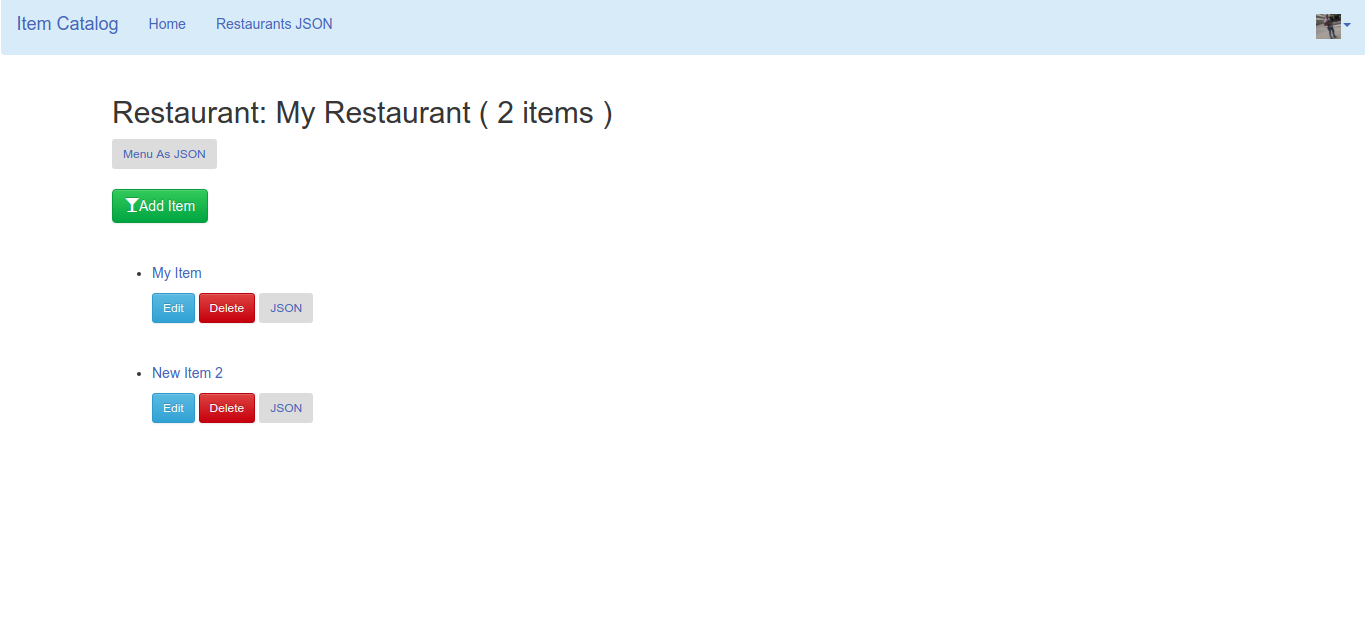 Item Catalog Home Restaurants JSON
Restaurant: My Restaurant ( 2 items )
Menu As JSON
Add Item
My Item
Edit Delete JSON
New Item 2
Edit Delete JSON